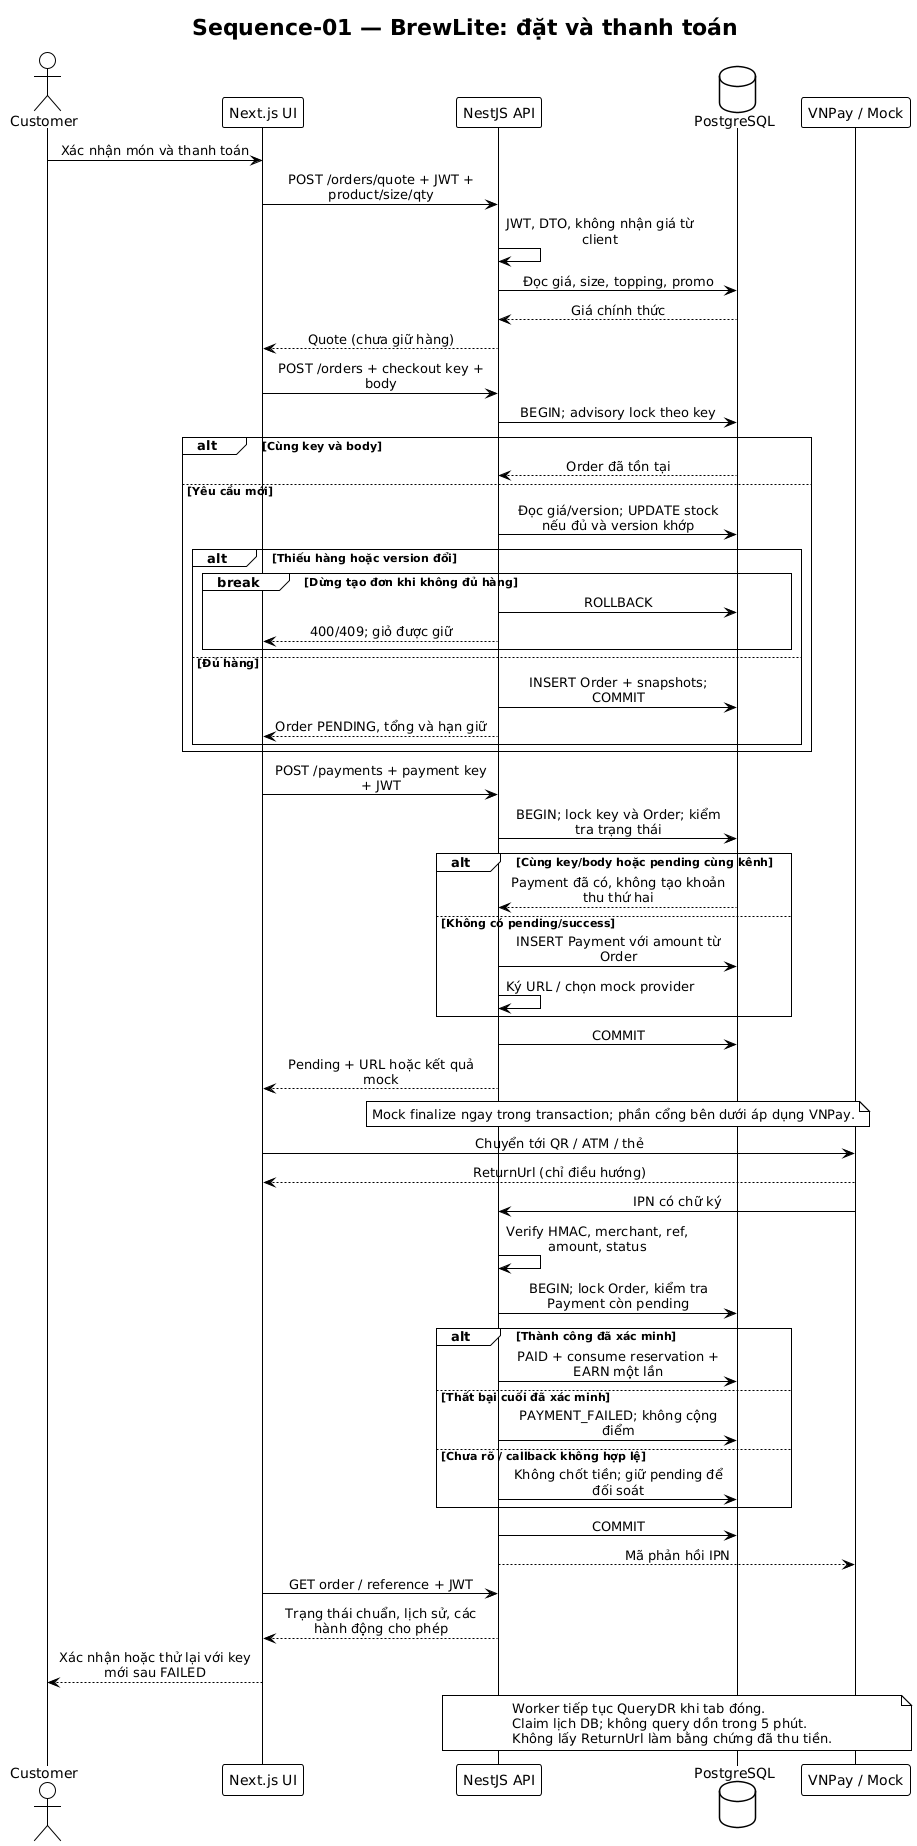 Sequence-01 — BrewLite: đặt và thanh toán
Customer
Next.js UI
NestJS API
PostgreSQL
VNPay / Mock
Xác nhận món và thanh toán
POST /orders/quote + JWT +
product/size/qty
JWT, DTO, không nhận giá từ
client
Đọc giá, size, topping, promo
Giá chính thức
Quote (chưa giữ hàng)
POST /orders + checkout key +
body
BEGIN; advisory lock theo key
alt
[Cùng key và body]
Order đã tồn tại
[Yêu cầu mới]
Đọc giá/version; UPDATE stock
nếu đủ và version khớp
alt
[Thiếu hàng hoặc version đổi]
break
[Dừng tạo đơn khi không đủ hàng]
ROLLBACK
400/409; giỏ được giữ
[Đủ hàng]
INSERT Order + snapshots;
COMMIT
Order PENDING, tổng và hạn giữ
POST /payments + payment key
+ JWT
BEGIN; lock key và Order; kiểm
tra trạng thái
alt
[Cùng key/body hoặc pending cùng kênh]
Payment đã có, không tạo khoản
thu thứ hai
[Không có pending/success]
INSERT Payment với amount từ
Order
Ký URL / chọn mock provider
COMMIT
Pending + URL hoặc kết quả
mock
Mock finalize ngay trong transaction; phần cổng bên dưới áp dụng VNPay.
Chuyển tới QR / ATM / thẻ
ReturnUrl (chỉ điều hướng)
IPN có chữ ký
Verify HMAC, merchant, ref,
amount, status
BEGIN; lock Order, kiểm tra
Payment còn pending
alt
[Thành công đã xác minh]
PAID + consume reservation +
EARN một lần
[Thất bại cuối đã xác minh]
PAYMENT_FAILED; không cộng
điểm
[Chưa rõ / callback không hợp lệ]
Không chốt tiền; giữ pending để
đối soát
COMMIT
Mã phản hồi IPN
GET order / reference + JWT
Trạng thái chuẩn, lịch sử, các
hành động cho phép
Xác nhận hoặc thử lại với key
mới sau FAILED
Worker tiếp tục QueryDR khi tab đóng.
Claim lịch DB; không query dồn trong 5 phút.
Không lấy ReturnUrl làm bằng chứng đã thu tiền.
Customer
Next.js UI
NestJS API
PostgreSQL
VNPay / Mock